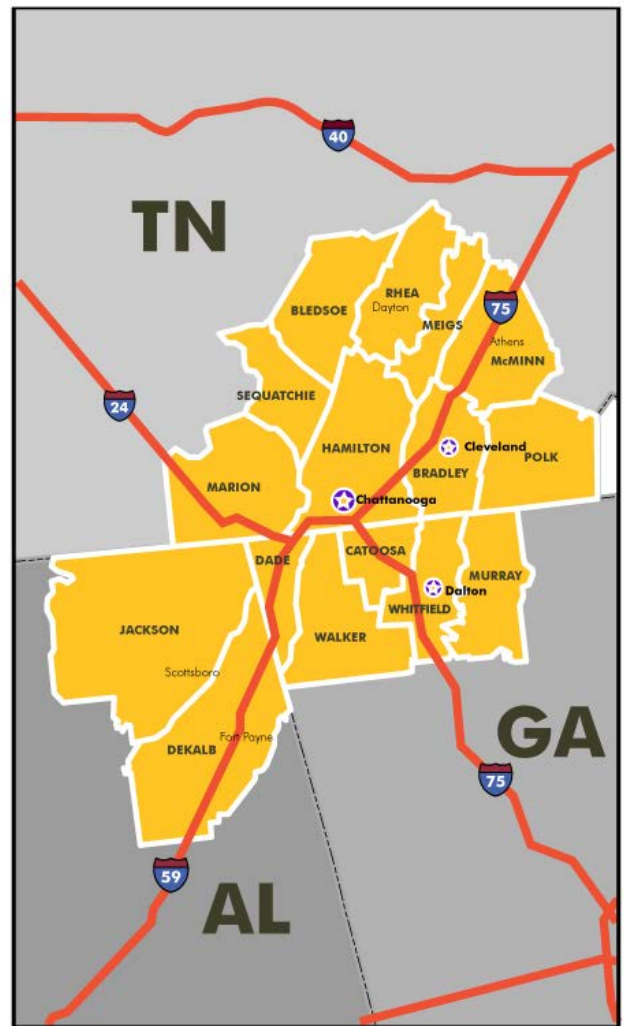 40
TN
RHEA
Dayton
BLEDSOE
MEIGS
75
Athens
McMINN
SEQUATCHIE
24
HAMILTON
Cleveland
POLK
BRADLEY
MARION
Chattanooga
DADE
CATOOSA
MURRAY
Dalton
WHITFIELD
JACKSON
WALKER
Scottsboro
GA
Fort Payne
DEKALB
75
59
AL